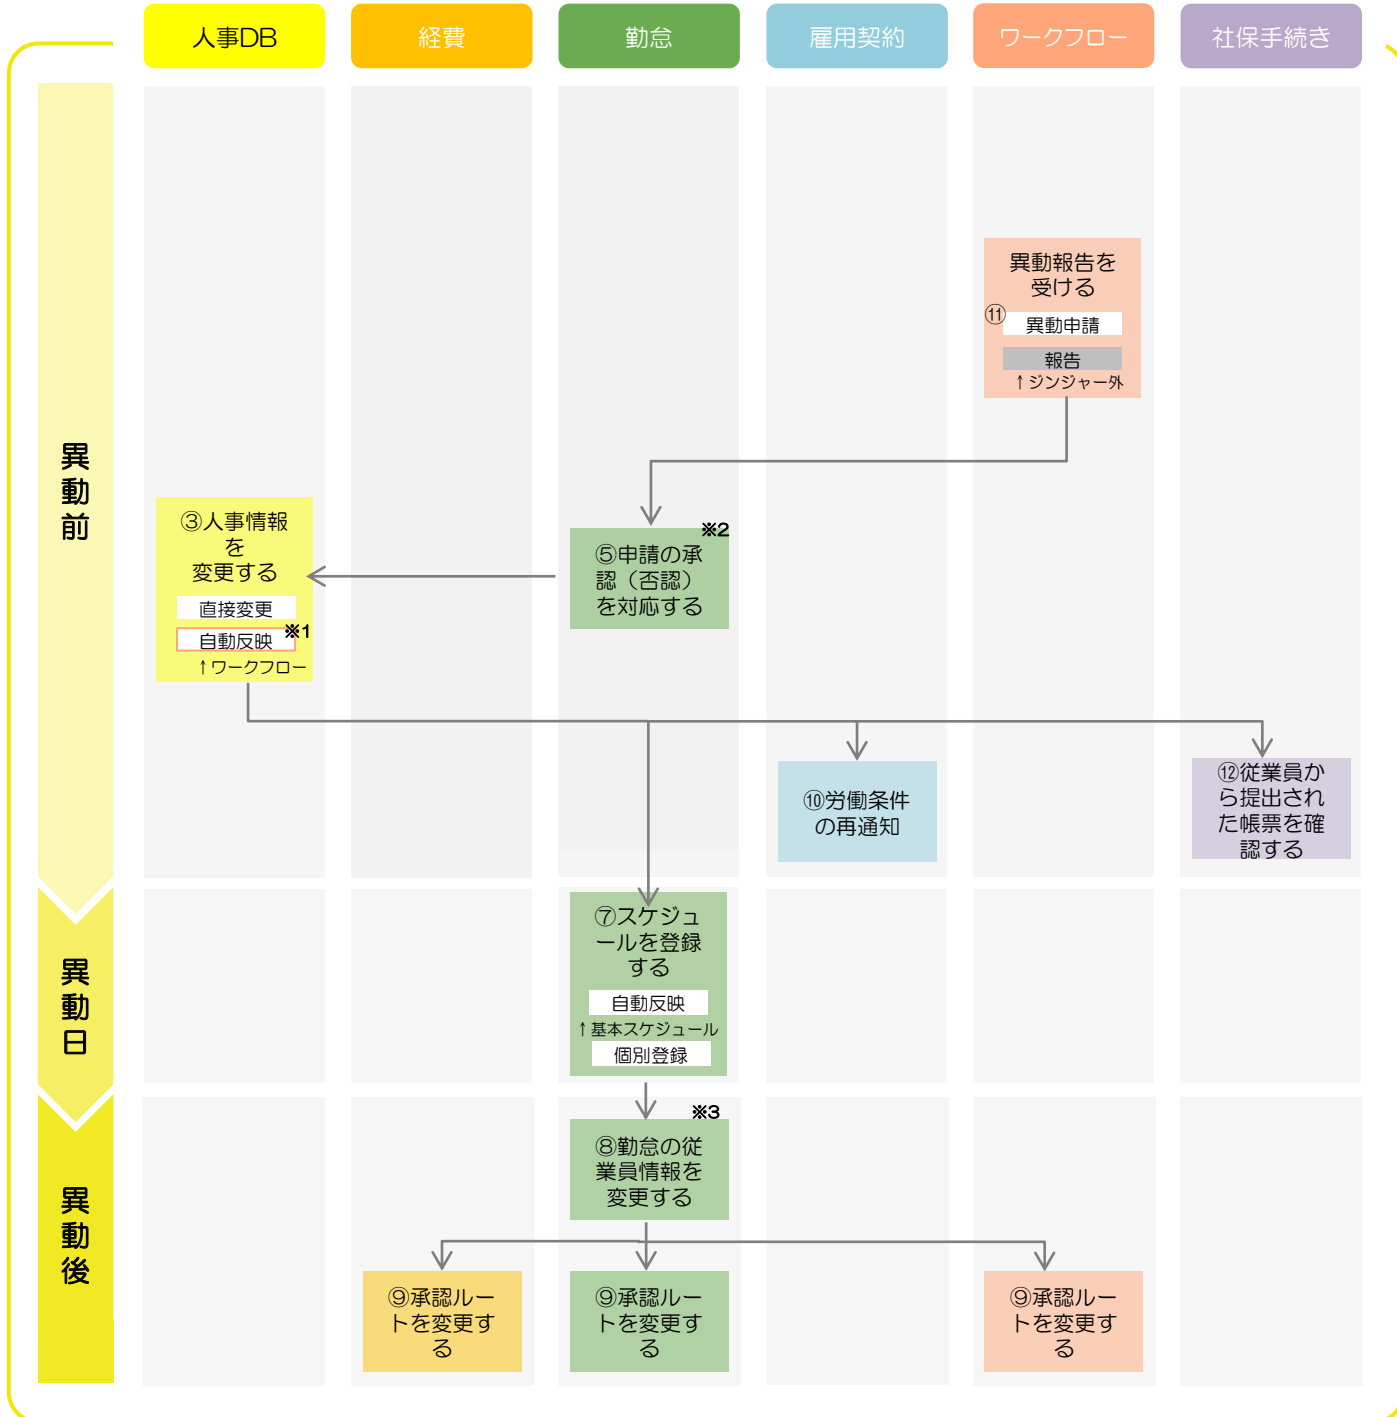 人事DB
経費
勤怠
雇用契約
ワークフロー
社保手続き
異動前
異動報告を
受ける
⑪
異動申請
報告
↑ジンジャー外
※2
⑤申請の承
認（否認）
を対応する
③人事情報
を
変更する
直接変更
※1
自動反映
↑ワークフロー
⑩労働条件
の再通知
⑫従業員か
ら提出され
た帳票を確
認する
異動日
⑦スケジュ
ールを登録
する
自動反映
↑基本スケジュール
個別登録
異動後
※3
⑧勤怠の従
業員情報を
変更する
⑨承認ルー
トを変更す
る
⑨承認ルー
トを変更す
る
⑨承認ルー
トを変更す
る